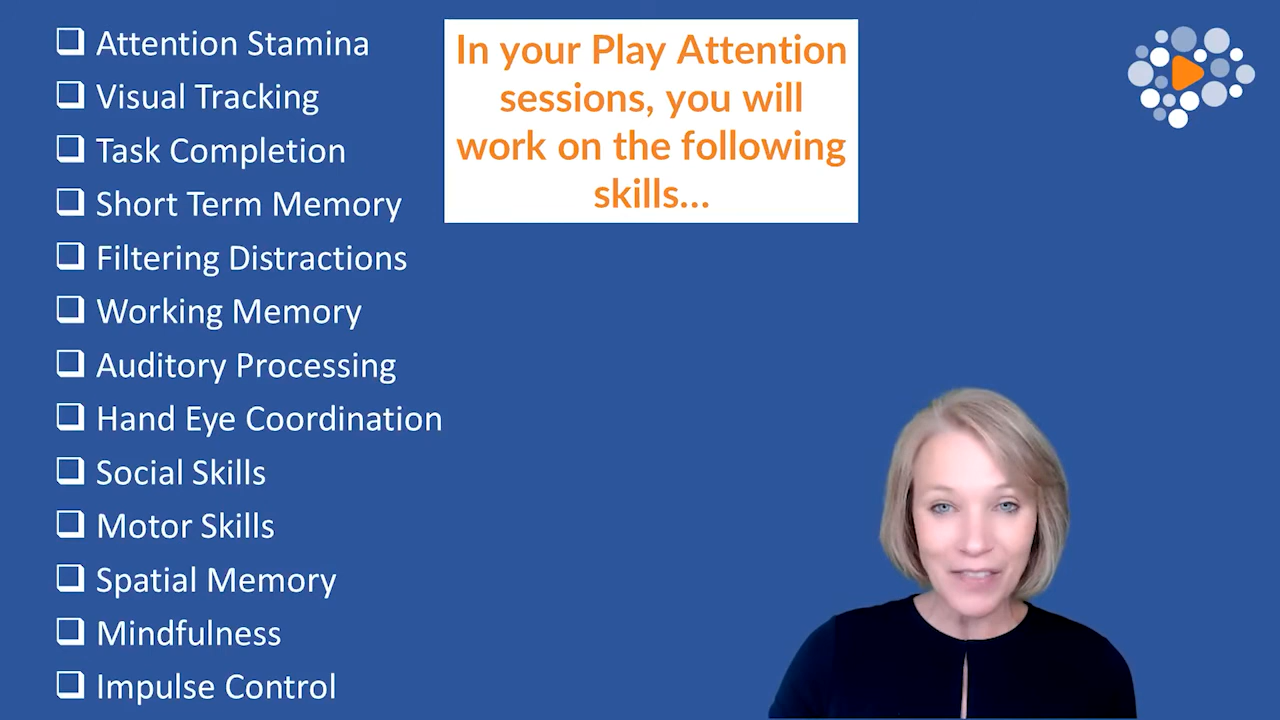 Attention Stamina
Visual Tracking
Task Completion
Short Term Memory
Filtering Distractions
Working Memory
Auditory Processing
Hand Eye Coordination
Social Skills
Motor Skills
Spatial Memory
Mindfulness
Impulse Control
In your Play Attention
sessions, you will
work on the following
skills...